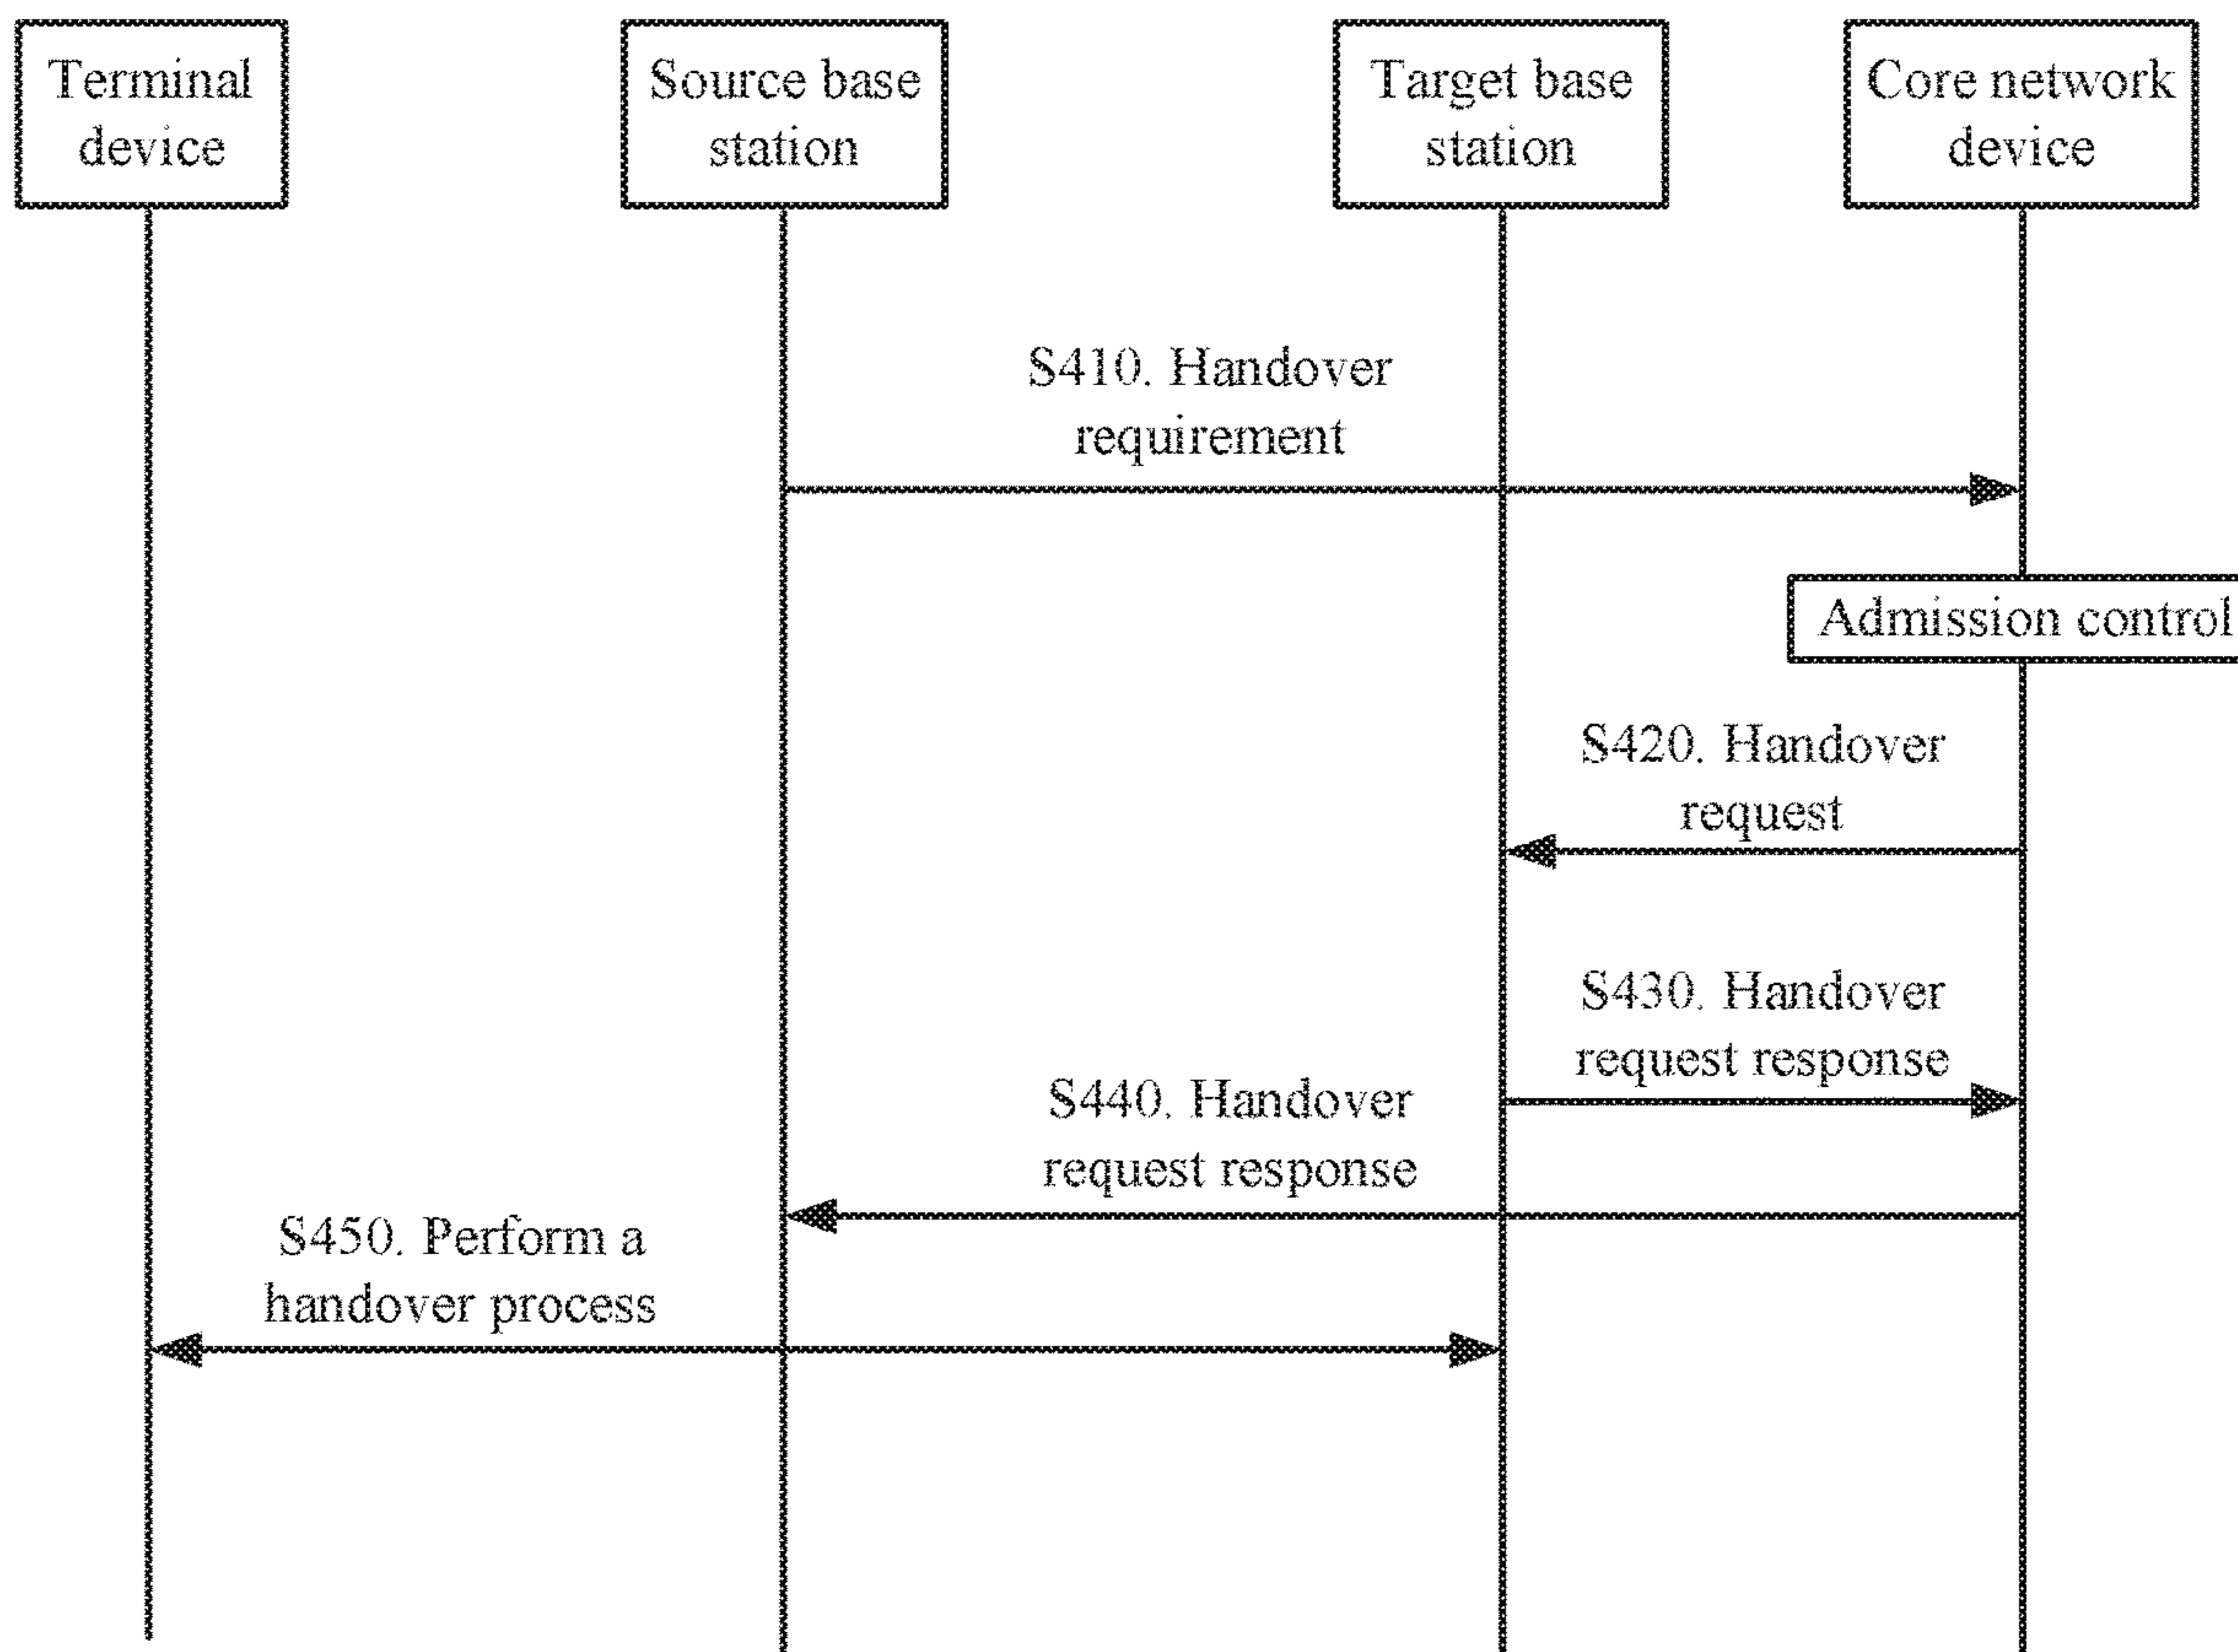 Terminal
device
Source base
station
Target base
station
Core network
device
S410. Handover
requirement
Admission control
S420. Handover
request
S430. Handover
request response
S440. Handover
request response
S450. Perform a
handover process